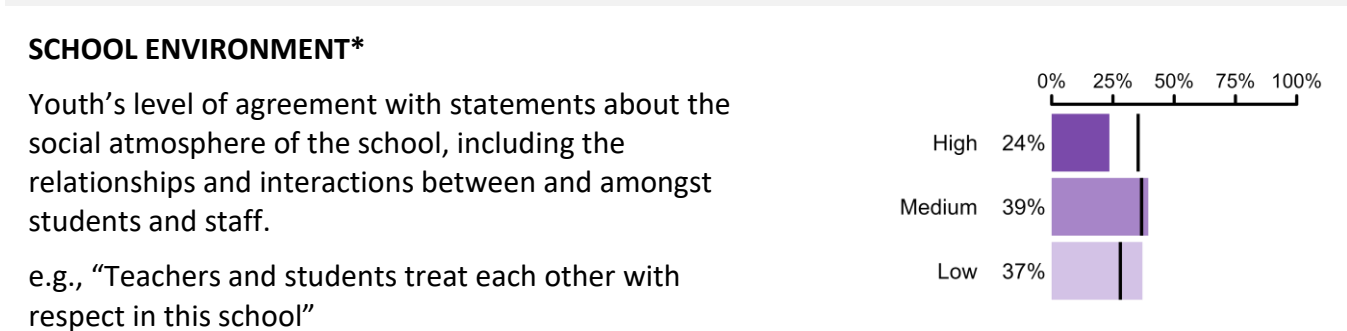 SCHOOL ENVIRONMENT*
Youth’s level of agreement with statements about the
social atmosphere of the school, including the
relationships and interactions between and amongst
students and staff.
e.g., “Teachers and students treat each other with
respect in this school”
0% 25% 50% 75% 100%
High 24%
Medium 39%
Low 37%